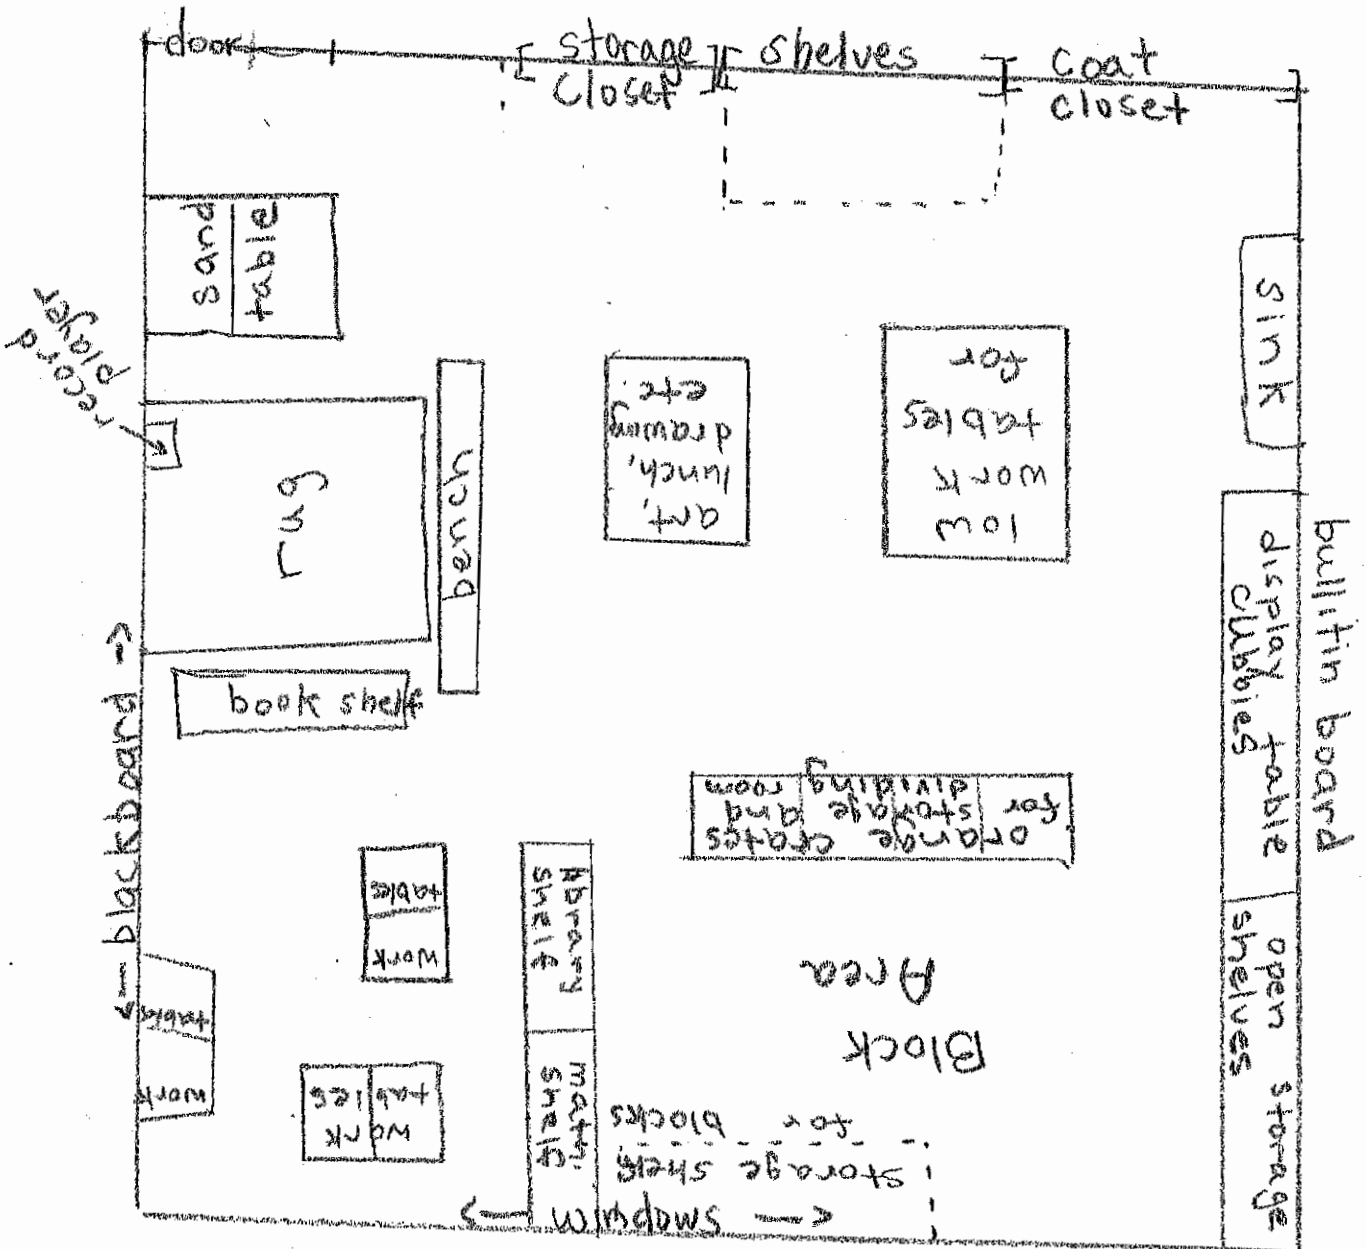 door
storage
closet
shelves
coat
closet
sand
table
record
player
rug
bench
art,
lunch,
drawing
etc.
low
work
tables
for
sink
bullitin board
display table
cubbies
open storage
shelves
book shelf
<- blackboard ->
orange crates
for storage and
dividing room
library
shelf
math
shelf
work
tables
work
tables
work
tables
Block
Area
storage shelf
for blocks
<- windows ->